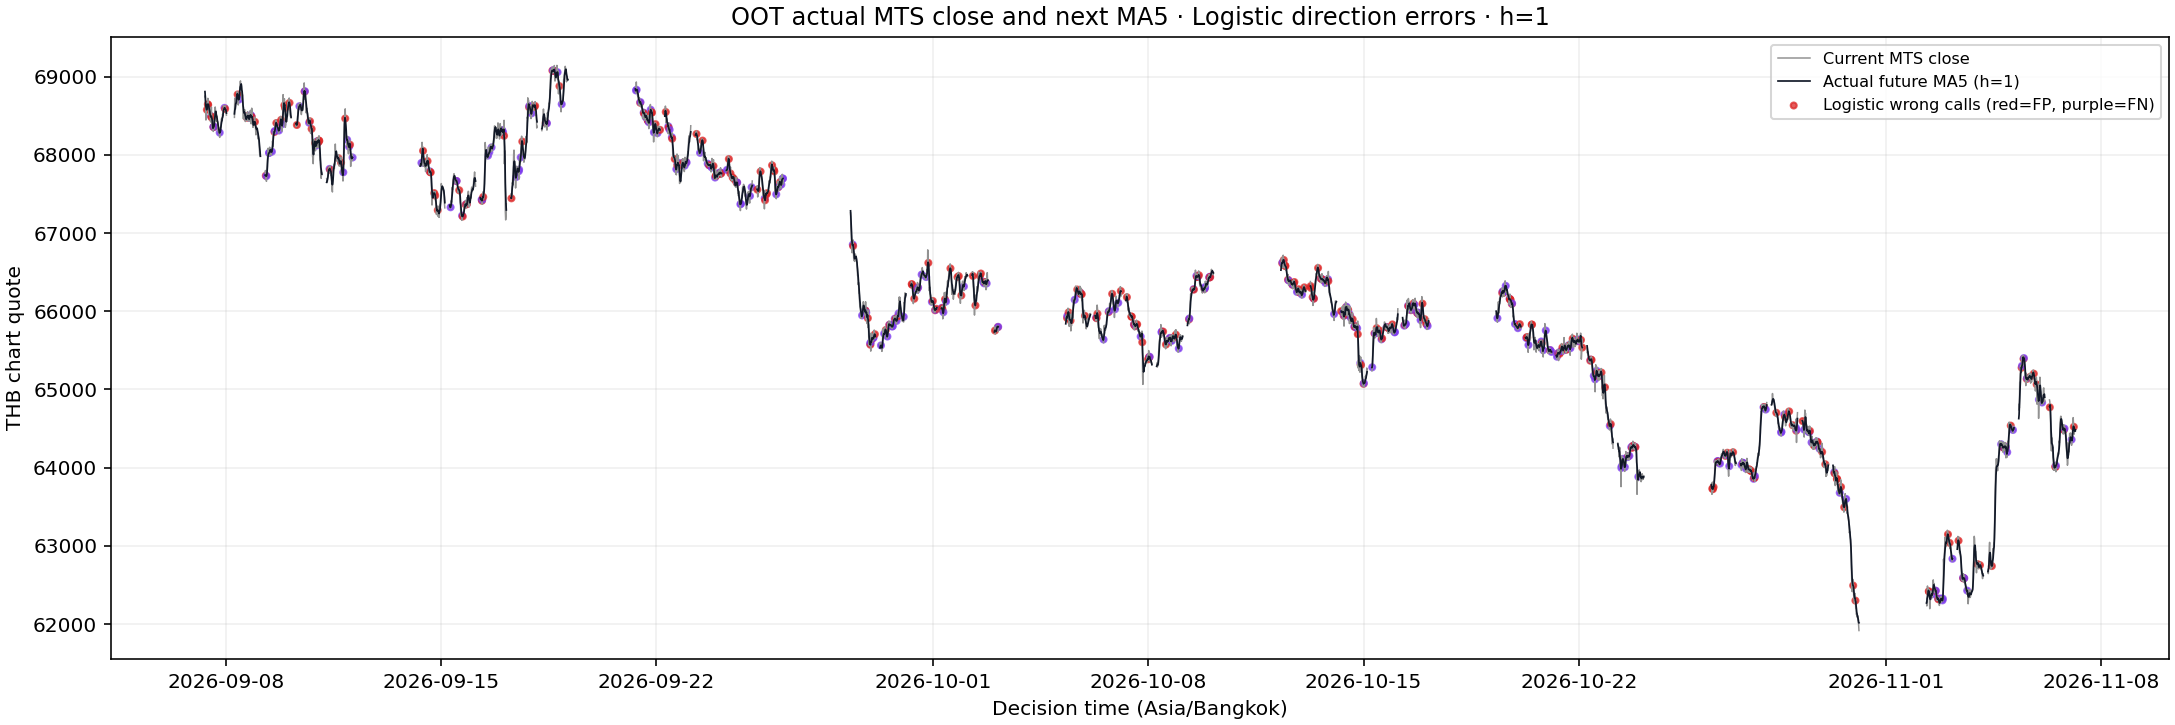 OOT actual MTS close and next MA5 · Logistic direction errors · h=1
Current MTS close
Actual future MA5 (h=1)
Logistic wrong calls (red=FP, purple=FN)
THB chart quote
69000
68000
67000
66000
65000
64000
63000
62000
2026-09-08
2026-09-15
2026-09-22
2026-10-01
2026-10-08
2026-10-15
2026-10-22
2026-11-01
2026-11-08
Decision time (Asia/Bangkok)